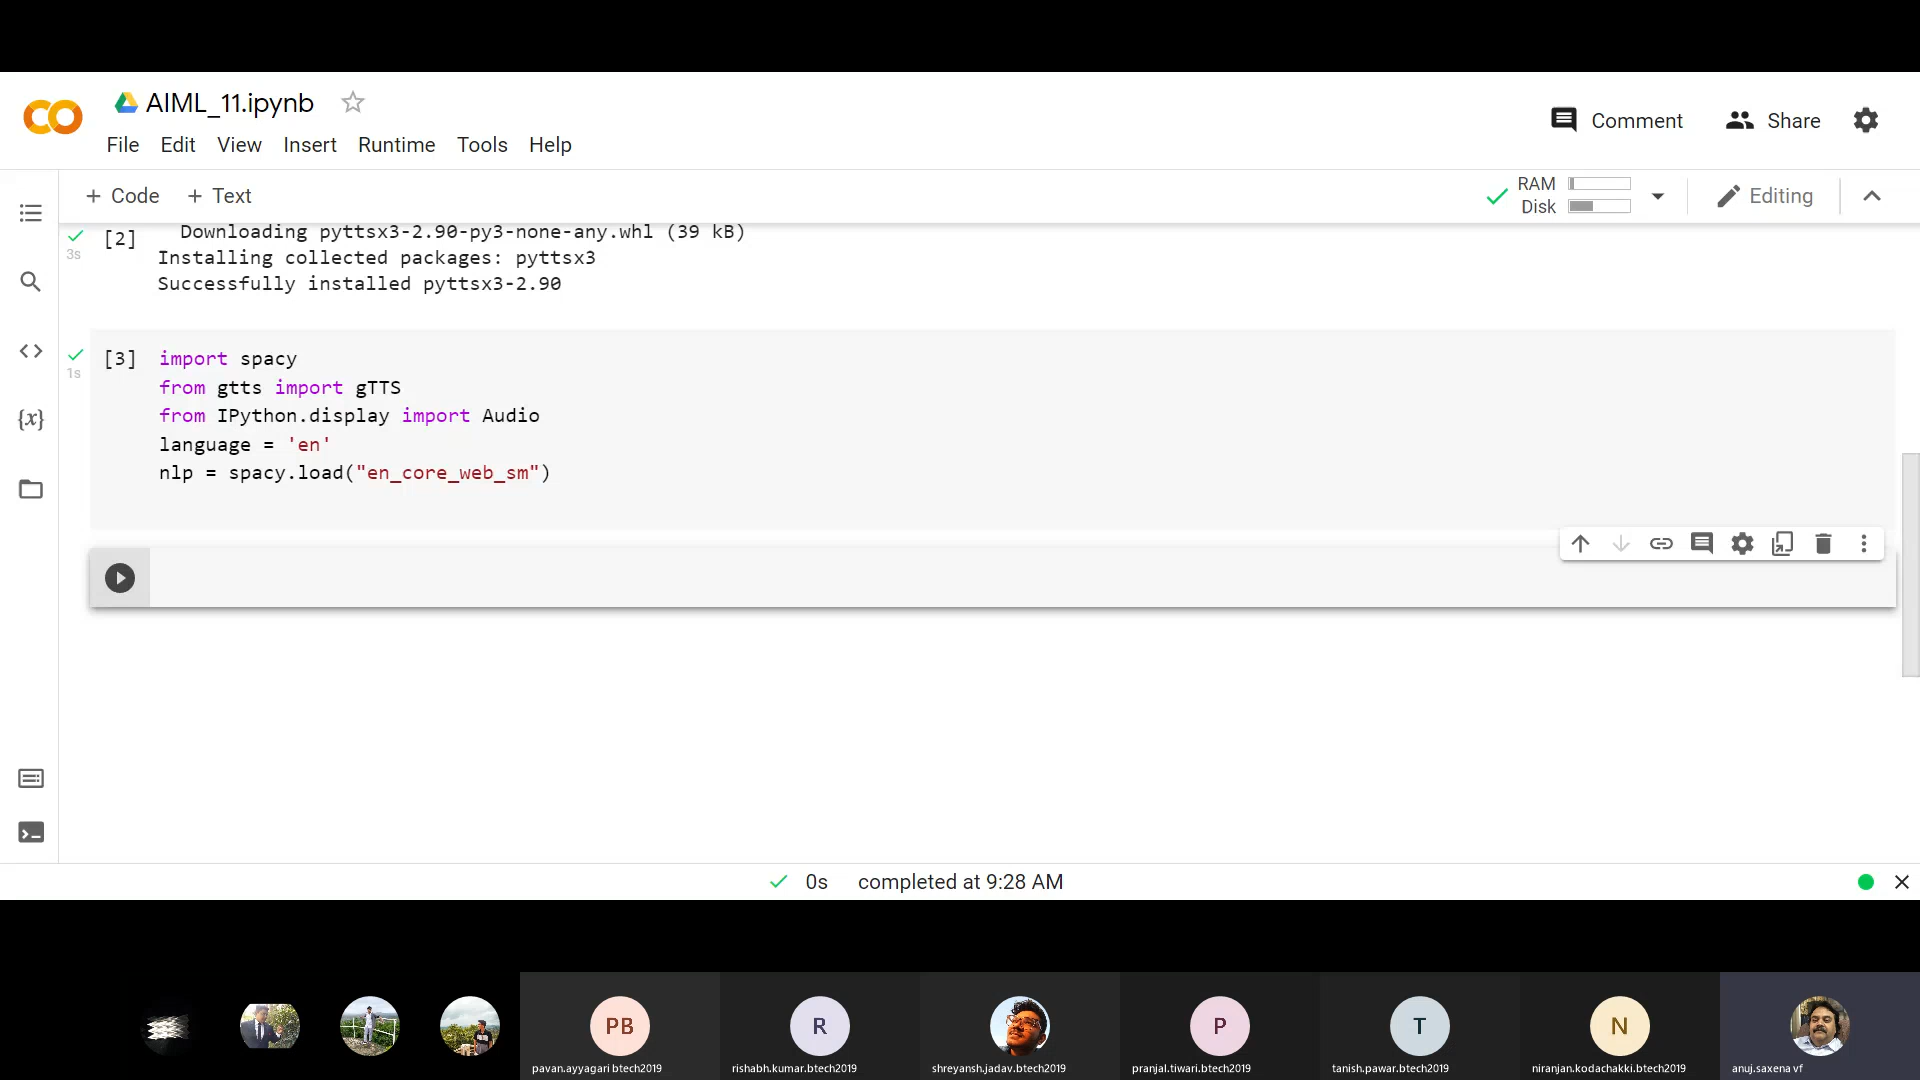 AIML_11.ipynb
Comment
Share
File Edit View Insert Runtime Tools Help
+ Code + Text
RAM
Disk
Editing
[2] Downloading pyttsx3-2.90-py3-none-any.whl (39 kB)
3s
Installing collected packages: pyttsx3
Successfully installed pyttsx3-2.90
[3] import spacy
1s
from gtts import gTTS
from IPython.display import Audio
language = 'en'
nlp = spacy.load("en_core_web_sm")
{x}
0s completed at 9:28 AM
PB R P T N
pavan.ayyagari btech2019 rishabh.kumar.btech2019 shreyansh.jadav.btech2019 pranjal.tiwari.btech2019 tanish.pawar.btech2019 niranjan.kodachakki.btech2019 anuj.saxena vf